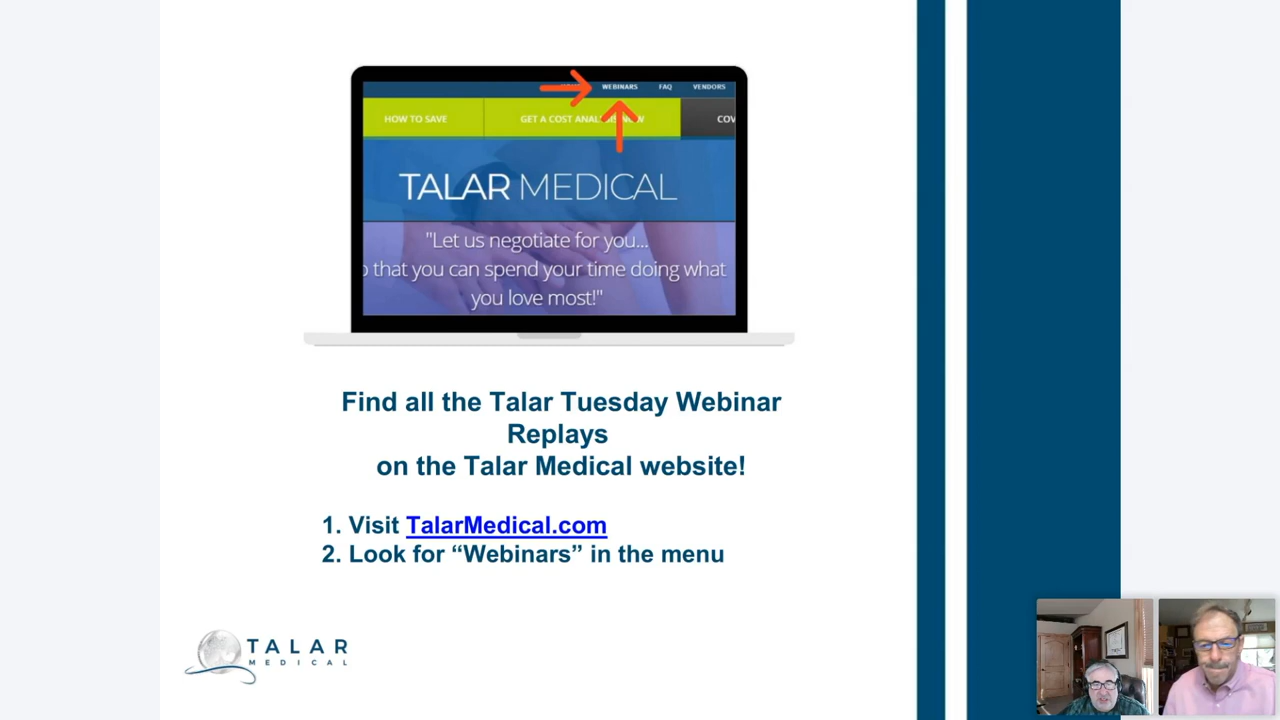 WEBINARS FAQ VENDORS
HOW TO SAVE GET A COST ANALYSIS NOW
TALAR MEDICAL
"Let us negotiate for you...
that you can spend your time doing what
you love most!"
Find all the Talar Tuesday Webinar
Replays
on the Talar Medical website!
1. Visit TalarMedical.com
2. Look for “Webinars” in the menu
TALAR
MEDICAL